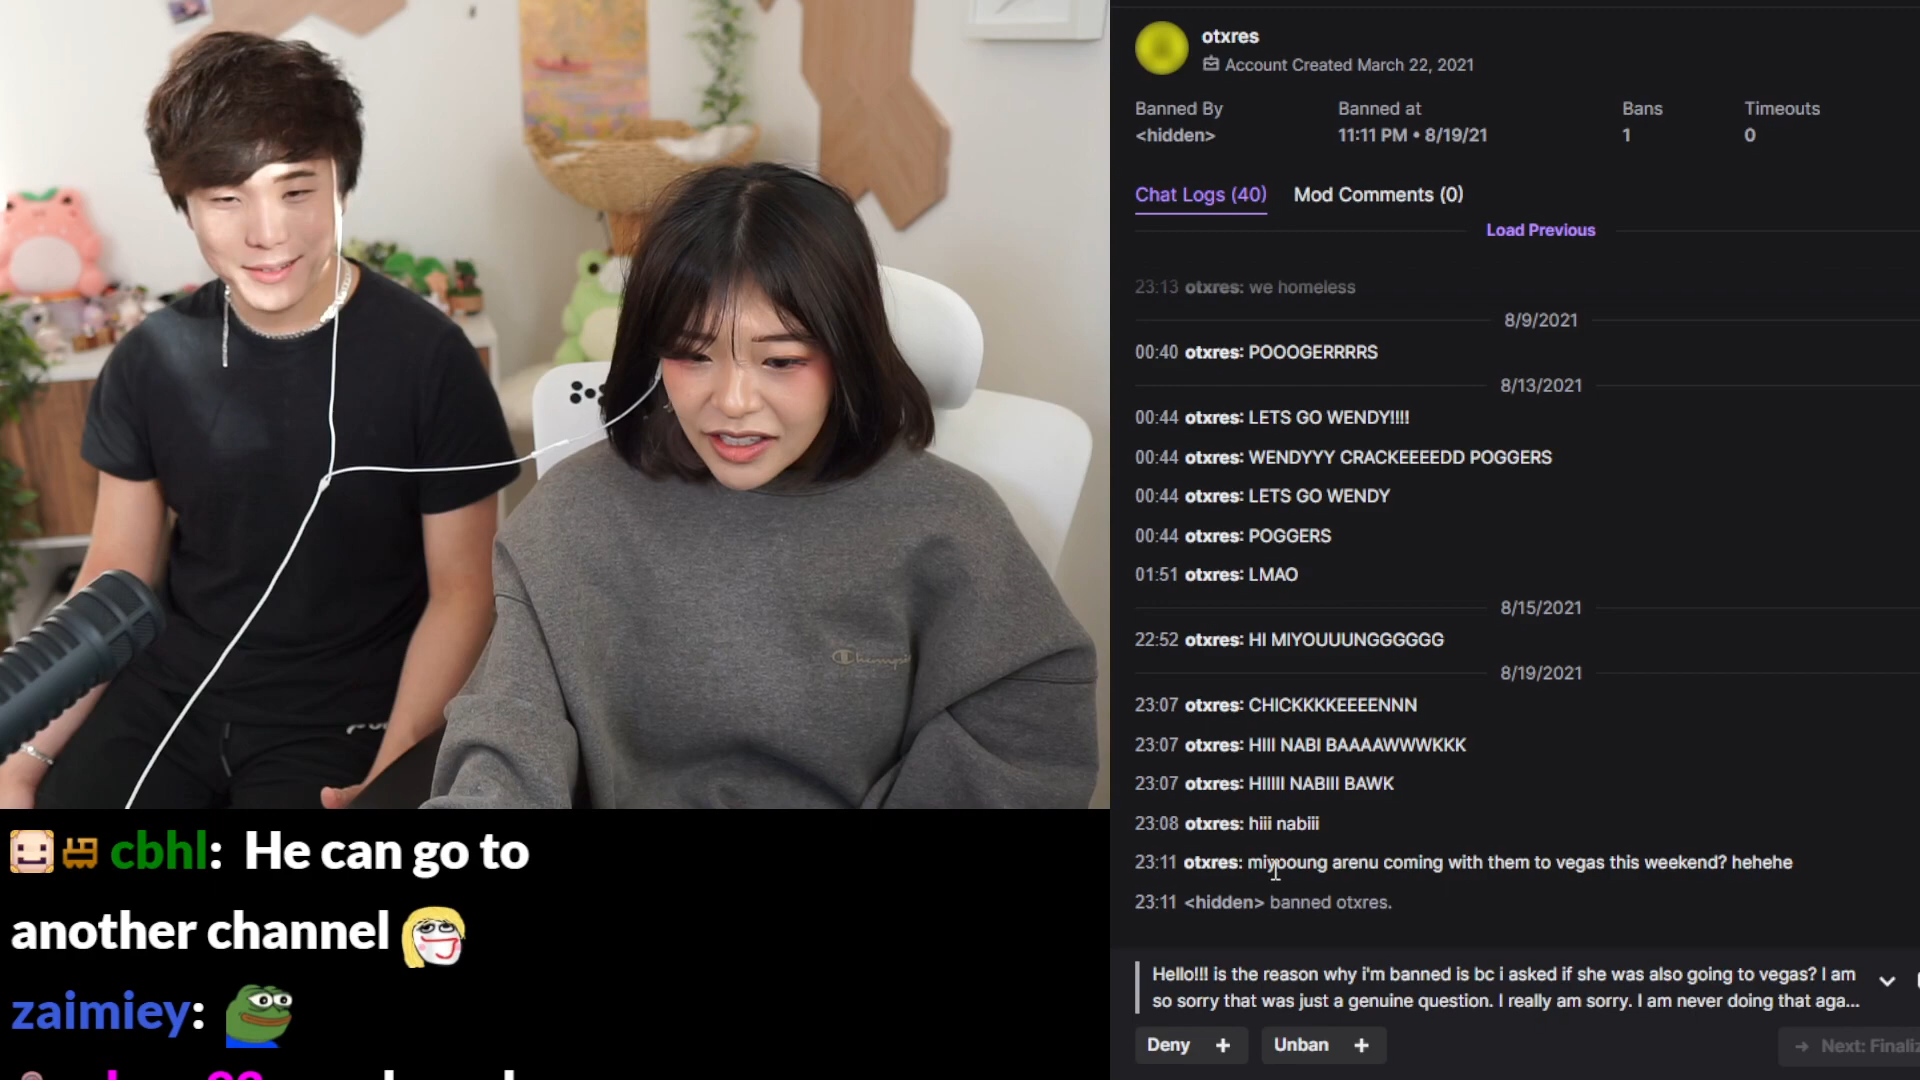 otxres
Account Created March 22, 2021
Banned By
Banned at
Bans
Timeouts
<hidden>
11:11 PM • 8/19/21
1
0
Chat Logs (40)
Mod Comments (0)
Load Previous
23:13 otxres: we homeless
8/9/2021
00:40 otxres: POOOGERRRRS
8/13/2021
00:44 otxres: LETS GO WENDY!!!!
00:44 otxres: WENDYYY CRACKEEEEDD POGGERS
00:44 otxres: LETS GO WENDY
00:44 otxres: POGGERS
01:51 otxres: LMAO
8/15/2021
22:52 otxres: HI MIYOUUUNGGGGGG
8/19/2021
23:07 otxres: CHICKKKKEEEENNN
23:07 otxres: HIII NABI BAAAAWWWKKK
23:07 otxres: HIIIII NABIII BAWK
23:08 otxres: hiii nabiii
23:11 otxres: miypoung arenu coming with them to vegas this weekend? hehehe
23:11 <hidden> banned otxres.
Hello!!! is the reason why i'm banned is bc i asked if she was also going to vegas? I am
so sorry that was just a genuine question. I really am sorry. I am never doing that aga...
Deny +
Unban +
→ Next: Finaliz
Champi
cbhl: He can go to
another channel
zaimiey: